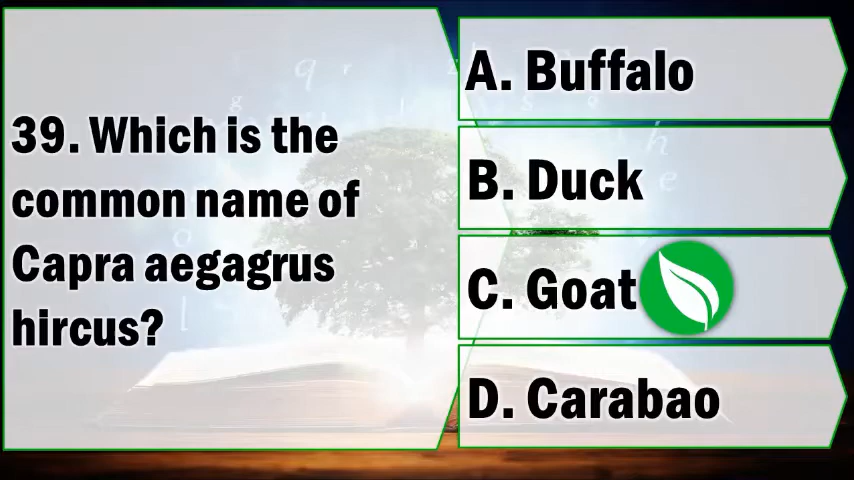 39. Which is the
common name of
Capra aegagrus
hircus?
A. Buffalo
B. Duck
C. Goat
D. Carabao